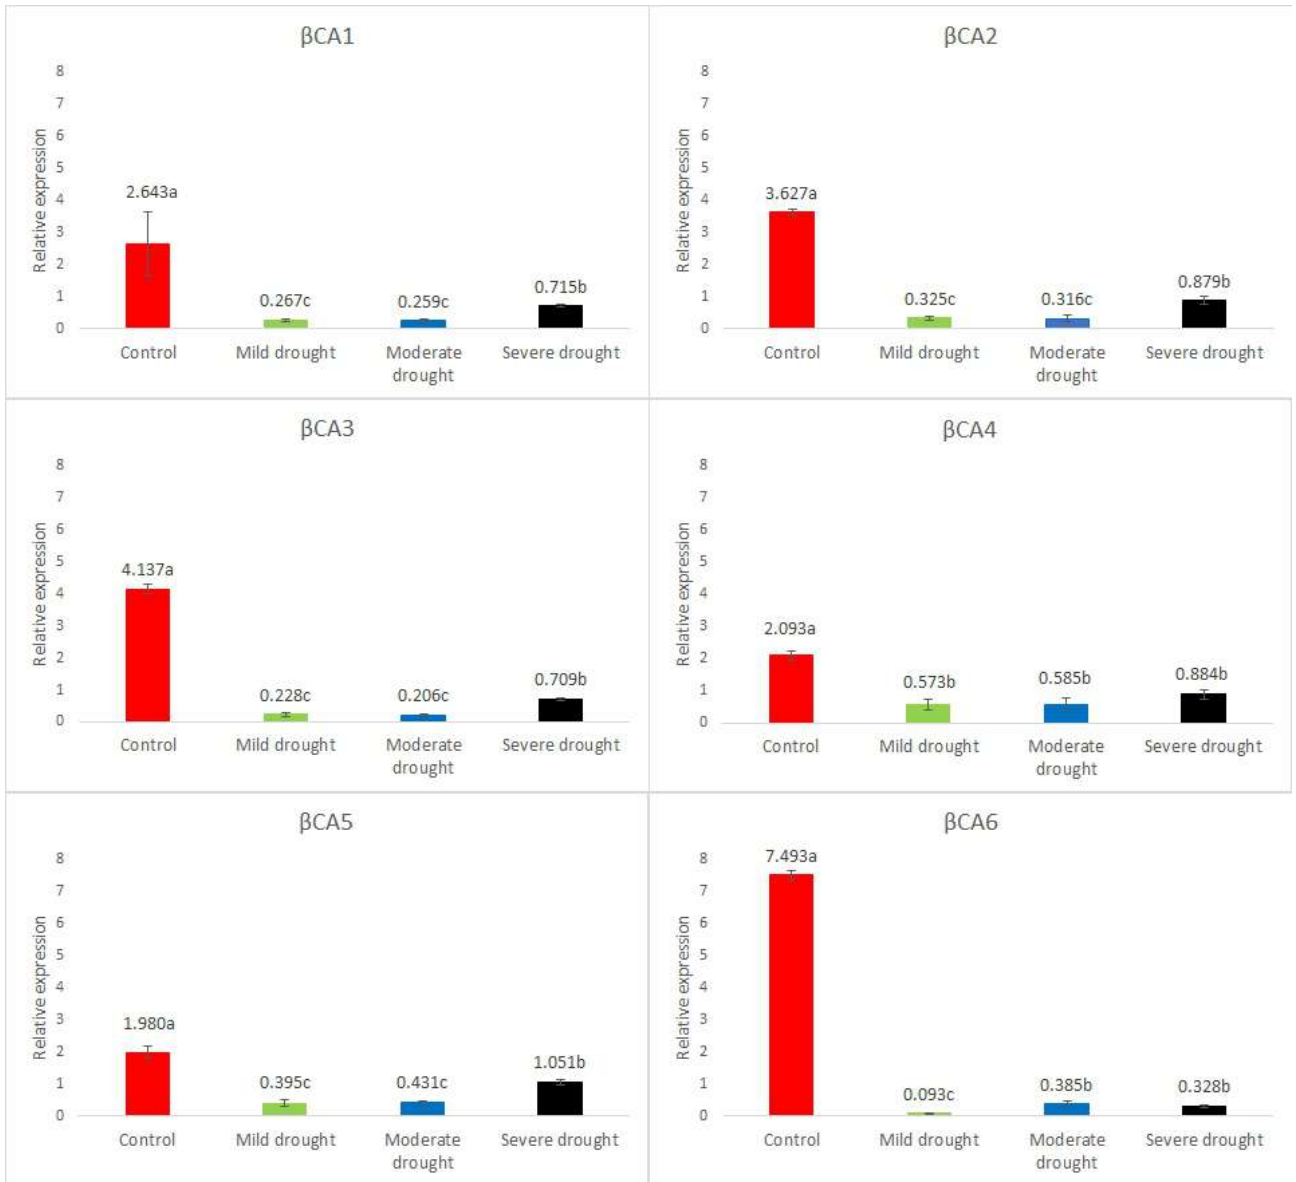 βCA1
8
7
6
5
4
3
2
1
0
Relative expression
2.643a
0.267c
0.259c
0.715b
Control
Mild drought
Moderate
drought
Severe drought
βCA2
8
7
6
5
4
3
2
1
0
Relative expression
3.627a
0.325c
0.316c
0.879b
Control
Mild drought
Moderate
drought
Severe drought
βCA3
8
7
6
5
4
3
2
1
0
Relative expression
4.137a
0.228c
0.206c
0.709b
Control
Mild drought
Moderate
drought
Severe drought
βCA4
8
7
6
5
4
3
2
1
0
Relative expression
2.093a
0.573b
0.585b
0.884b
Control
Mild drought
Moderate
drought
Severe drought
βCA5
8
7
6
5
4
3
2
1
0
Relative expression
1.980a
0.395c
0.431c
1.051b
Control
Mild drought
Moderate
drought
Severe drought
βCA6
8
7
6
5
4
3
2
1
0
Relative expression
7.493a
0.093c
0.385b
0.328b
Control
Mild drought
Moderate
drought
Severe drought